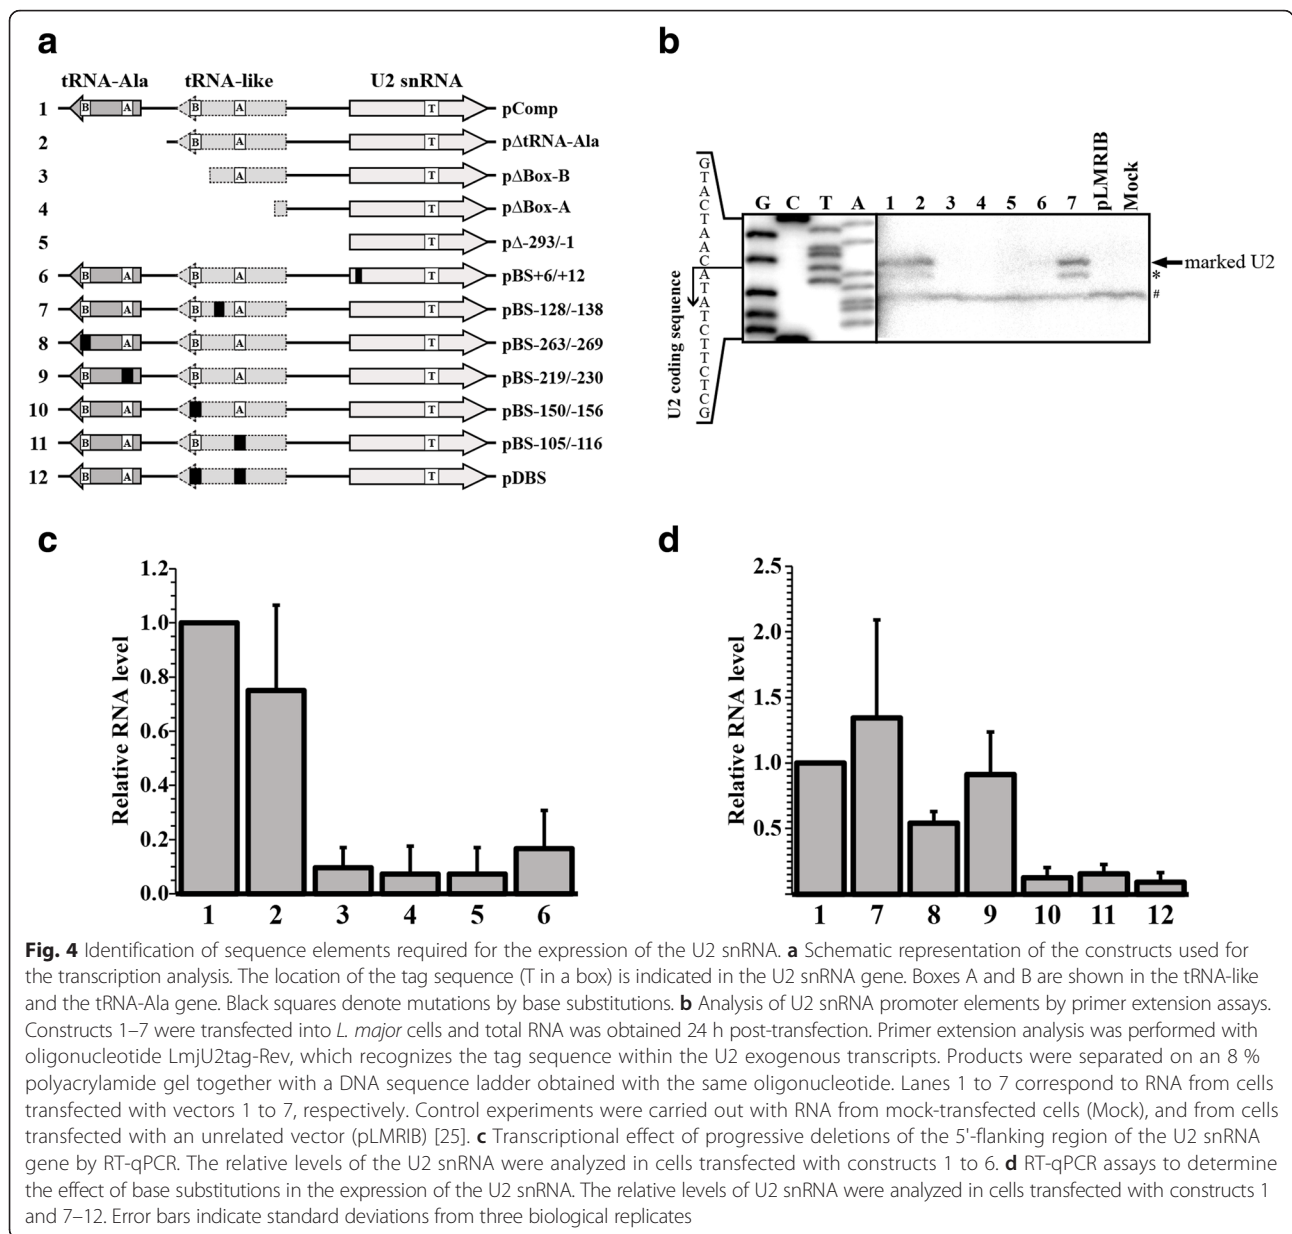 a
tRNA-Ala tRNA-like U2 snRNA
1 B A B A T pComp
2 B A T pΔtRNA-Ala
3 A T pΔBox-B
4 T pΔBox-A
5 T pΔ-293/-1
6 B A B A T pBS+6/+12
7 B A B A T pBS-128/-138
8 A B A T pBS-263/-269
9 B B A T pBS-219/-230
10 B A A T pBS-150/-156
11 B A B T pBS-105/-116
12 B A T pDBS
b
G C T A 1 2 3 4 5 6 7 pLMRIB Mock
GTACTAACATATCTTCTCG
U2 coding sequence
marked U2
*
#
c
Relative RNA level
1.2
1.0
0.8
0.6
0.4
0.2
0.0
1 2 3 4 5 6
d
Relative RNA level
2.5
2.0
1.5
1.0
0.5
1 7 8 9 10 11 12
Fig. 4 Identification of sequence elements required for the expression of the U2 snRNA. a Schematic representation of the constructs used for
the transcription analysis. The location of the tag sequence (T in a box) is indicated in the U2 snRNA gene. Boxes A and B are shown in the tRNA-like
and the tRNA-Ala gene. Black squares denote mutations by base substitutions. b Analysis of U2 snRNA promoter elements by primer extension assays.
Constructs 1–7 were transfected into L. major cells and total RNA was obtained 24 h post-transfection. Primer extension analysis was performed with
oligonucleotide LmjU2tag-Rev, which recognizes the tag sequence within the U2 exogenous transcripts. Products were separated on an 8 %
polyacrylamide gel together with a DNA sequence ladder obtained with the same oligonucleotide. Lanes 1 to 7 correspond to RNA from cells
transfected with vectors 1 to 7, respectively. Control experiments were carried out with RNA from mock-transfected cells (Mock), and from cells
transfected with an unrelated vector (pLMRIB) [25]. c Transcriptional effect of progressive deletions of the 5'-flanking region of the U2 snRNA
gene by RT-qPCR. The relative levels of the U2 snRNA were analyzed in cells transfected with constructs 1 to 6. d RT-qPCR assays to determine
the effect of base substitutions in the expression of the U2 snRNA. The relative levels of U2 snRNA were analyzed in cells transfected with constructs 1
and 7–12. Error bars indicate standard deviations from three biological replicates